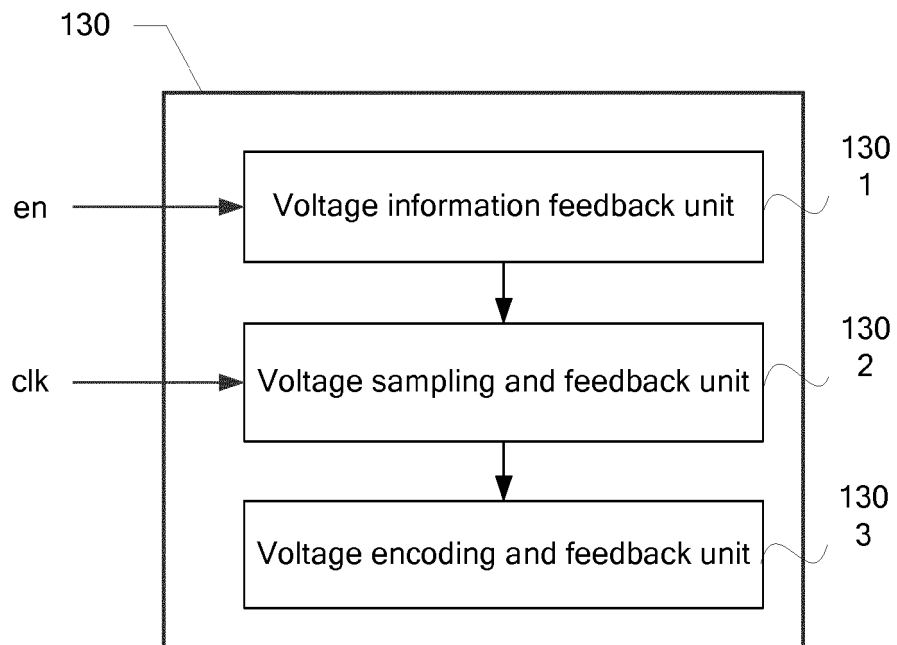 130
130
1
en
Voltage information feedback unit
130
2
clk
Voltage sampling and feedback unit
130
3
Voltage encoding and feedback unit